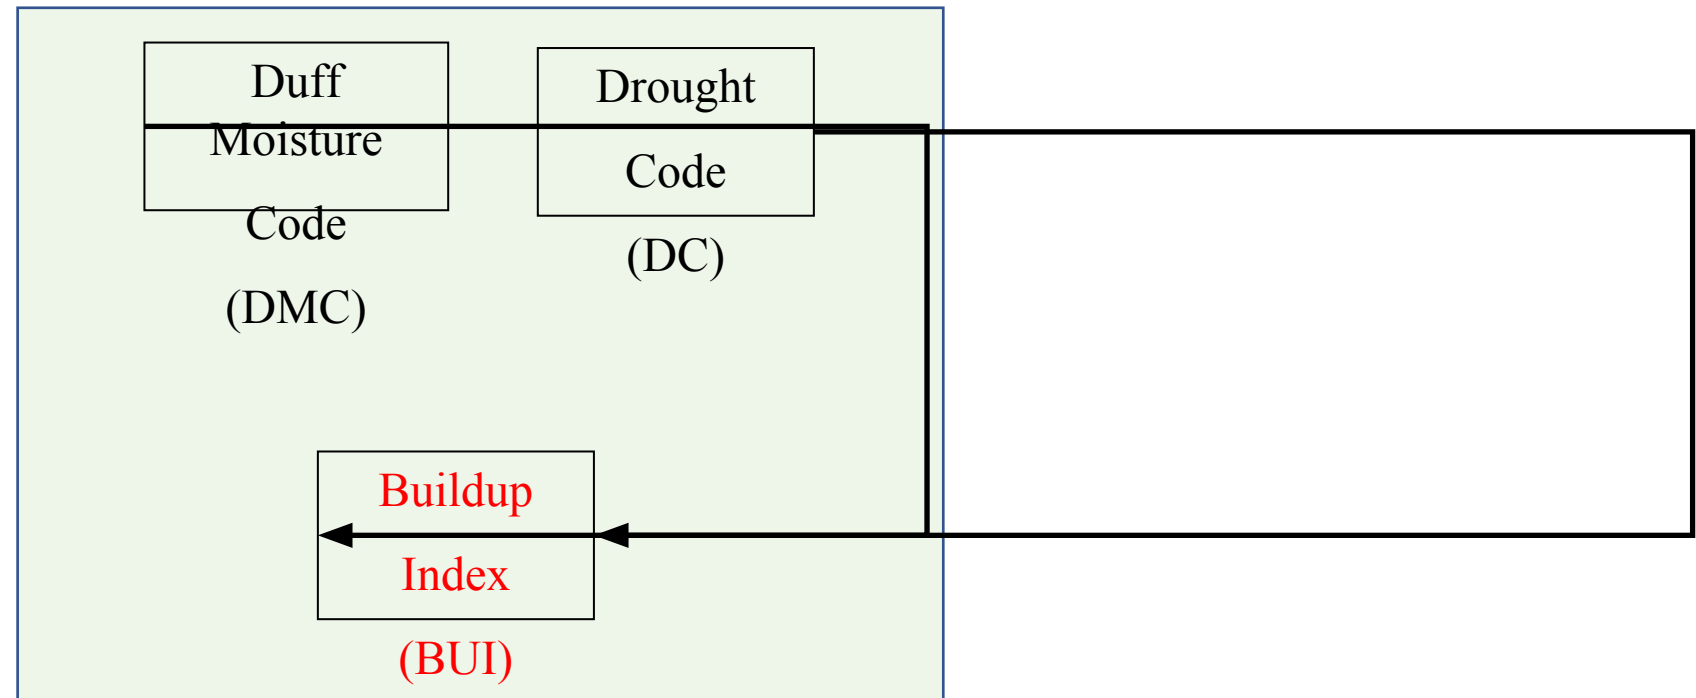 Duff
Moisture
Code
(DMC)
Drought
Code
(DC)
Buildup
Index
(BUI)